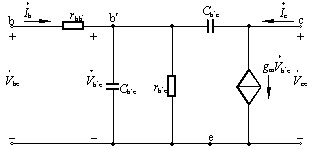 b İb rbb' b' Cb'c İc c
+ + +
V̇be V̇b'e Cb'e rb'e gmV̇b'e V̇ce
− − e −